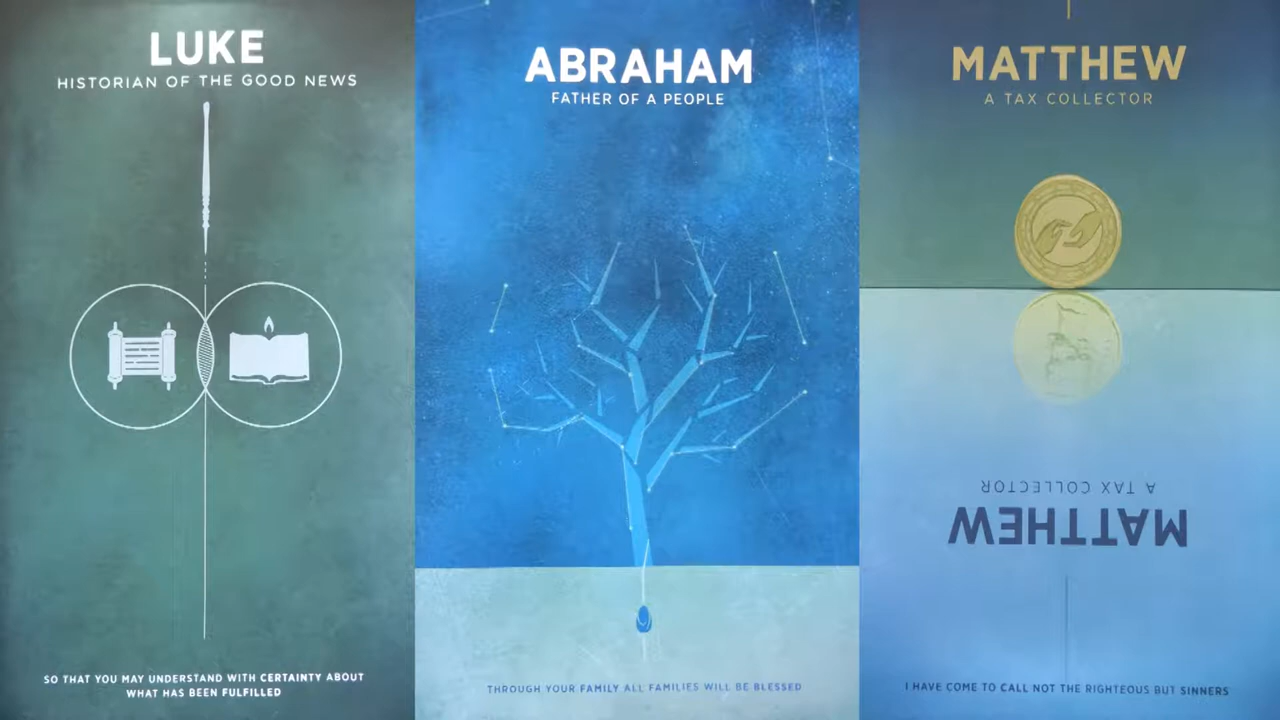 LUKE
HISTORIAN OF THE GOOD NEWS
SO THAT YOU MAY UNDERSTAND WITH CERTAINTY ABOUT
WHAT HAS BEEN FULFILLED
ABRAHAM
FATHER OF A PEOPLE
THROUGH YOUR FAMILY ALL FAMILIES WILL BE BLESSED
MATTHEW
A TAX COLLECTOR
A TAX COLLECTOR
MATTHEW
I HAVE COME TO CALL NOT THE RIGHTEOUS BUT SINNERS